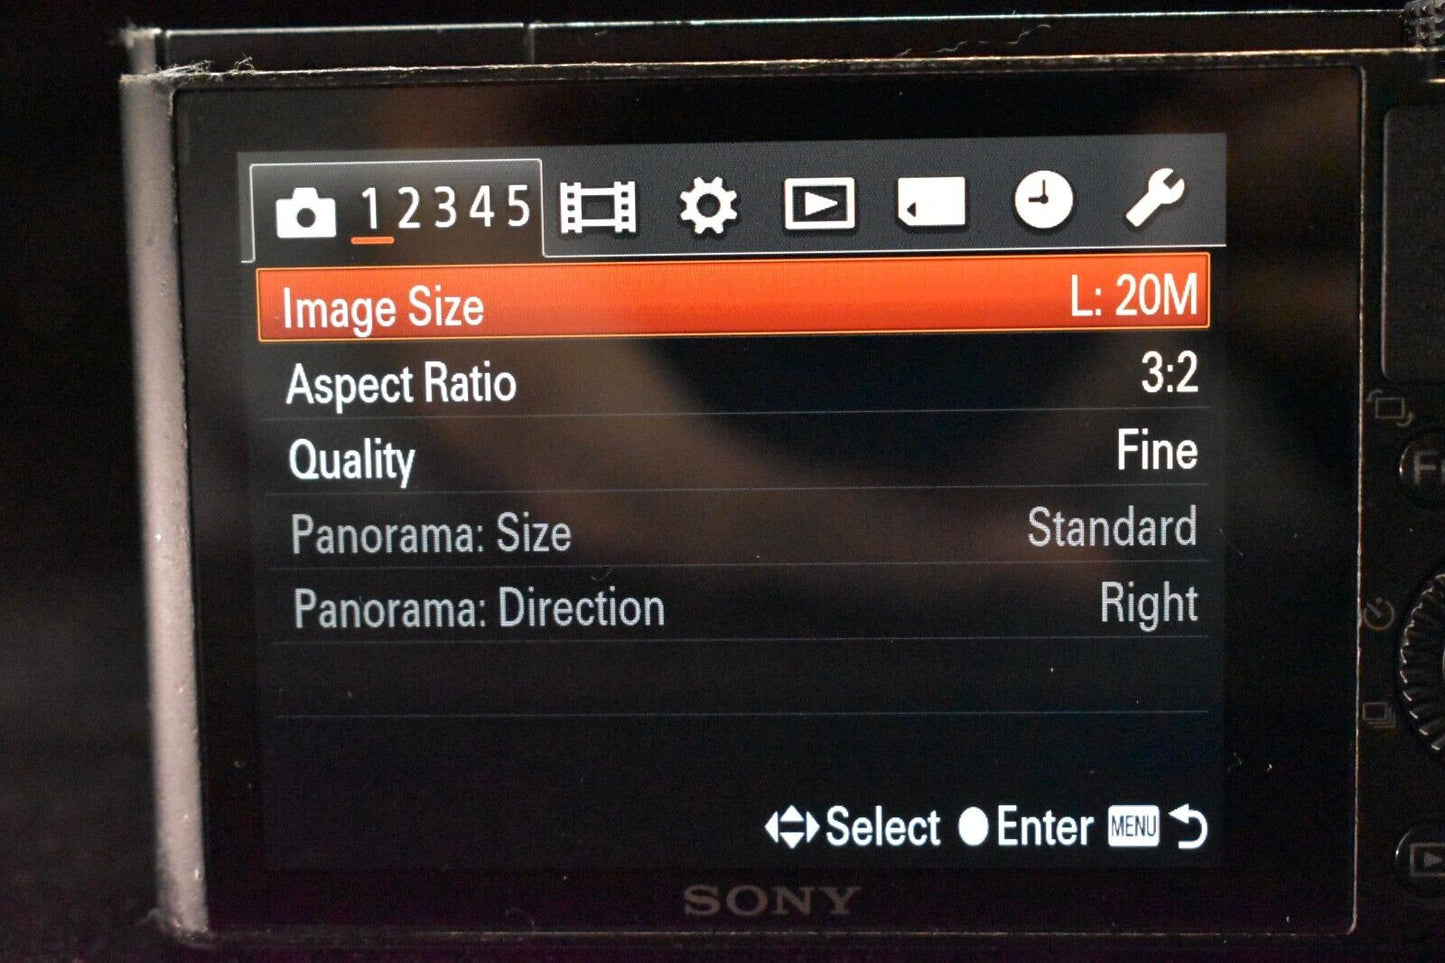 1 2 3 4 5
Image Size L: 20M
Aspect Ratio 3:2
Quality Fine
Panorama: Size Standard
Panorama: Direction Right
Select Enter MENU
SONY